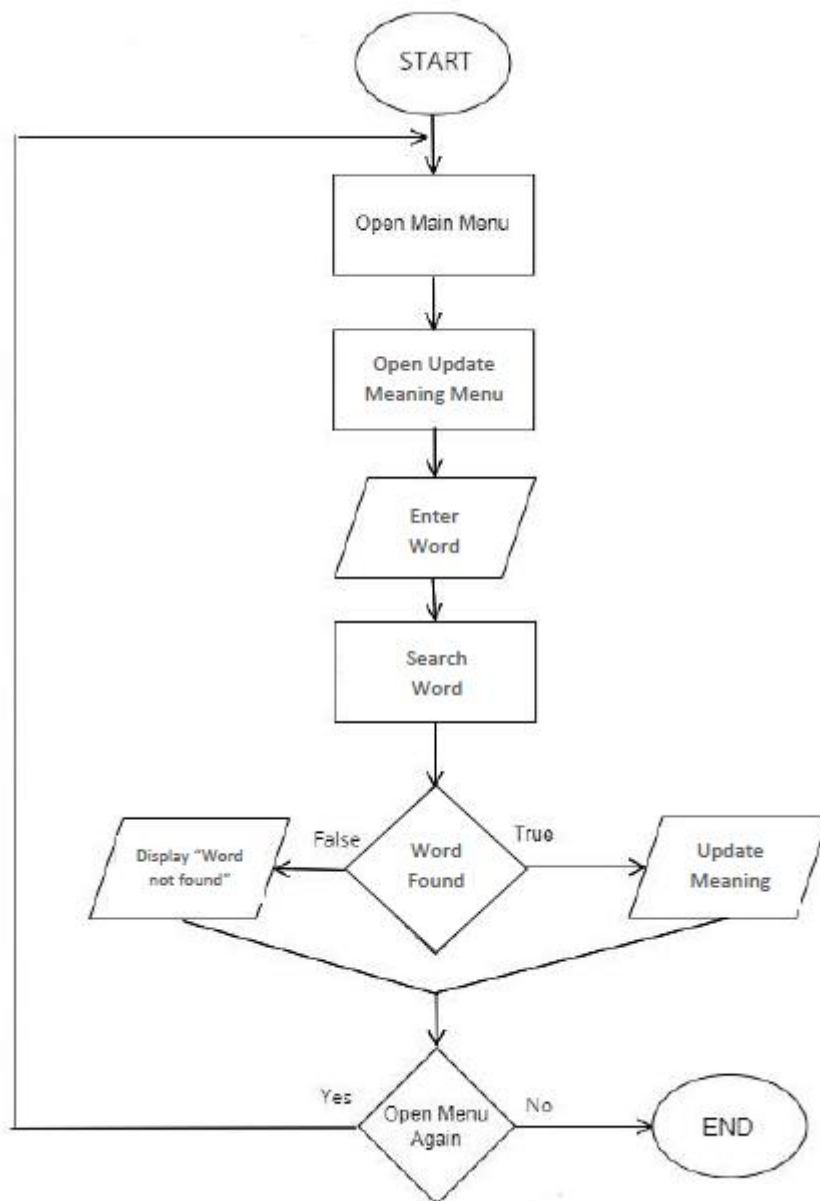 START
Open Main Menu
Open Update
Meaning Menu
Enter
Word
Search
Word
False
True
Display "Word
not found"
Word
Found
Update
Meaning
Yes
No
Open Menu
Again
END